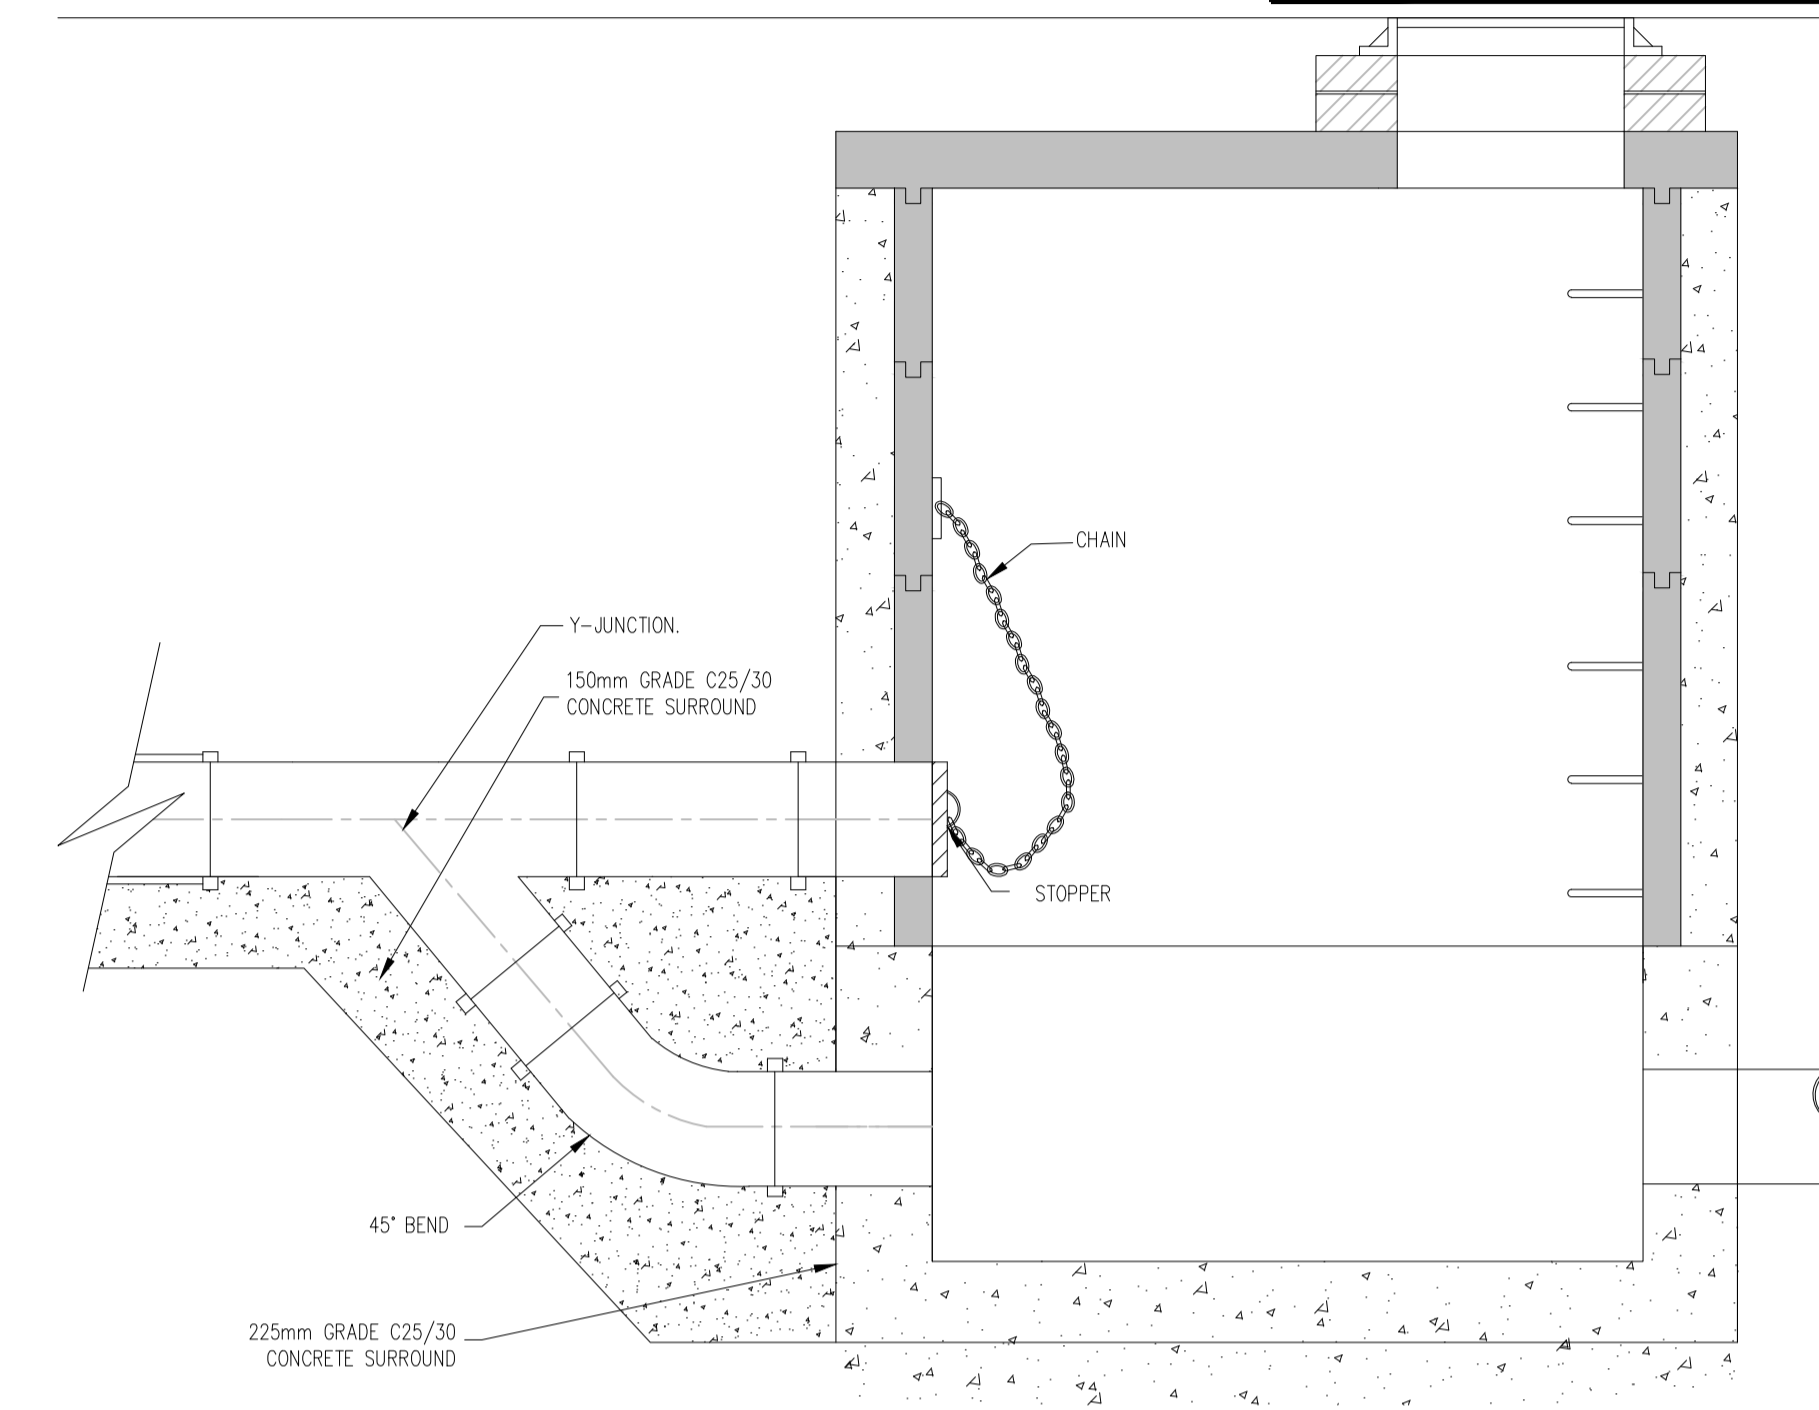 CHAIN
Y-JUNCTION.
150mm GRADE C25/30
CONCRETE SURROUND
STOPPER
45° BEND
225mm GRADE C25/30
CONCRETE SURROUND